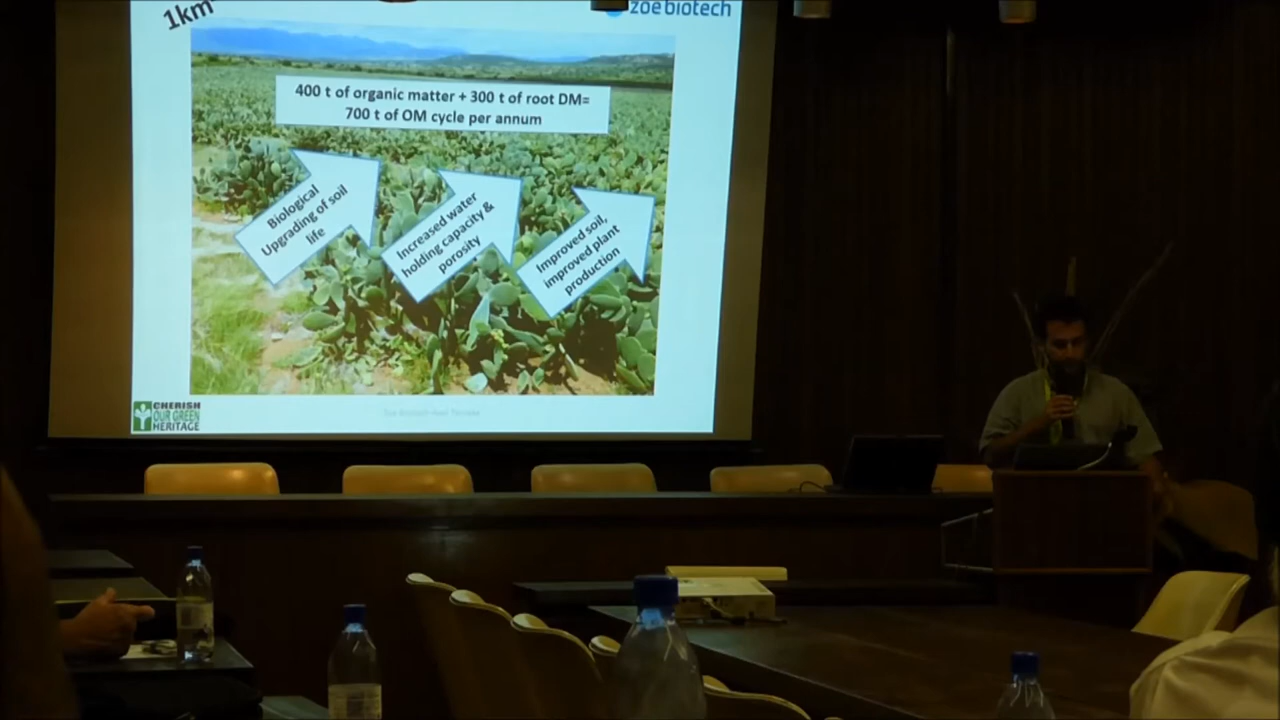 1km
zoe biotech
400 t of organic matter + 300 t of root DM=
700 t of OM cycle per annum
Biological
Upgrading of soil
life
Increased water
holding capacity &
porosity
Improved soil,
improved plant
production
CHERISH
OUR GREEN
HERITAGE